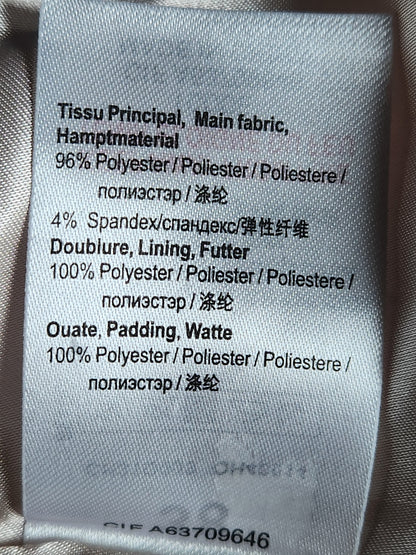 Tissu Principal, Main fabric,
Hamptmaterial
96% Polyester / Poliester / Poliestere /
полиэстэр / 涤纶
4% Spandex/спандекс/弹性纤维
Doubiure, Lining, Futter
100% Polyester / Poliester / Poliestere /
полиэстэр / 涤纶
Ouate, Padding, Watte
100% Polyester / Poliester / Poliestere /
полиэстэр / 涤纶
A63709646